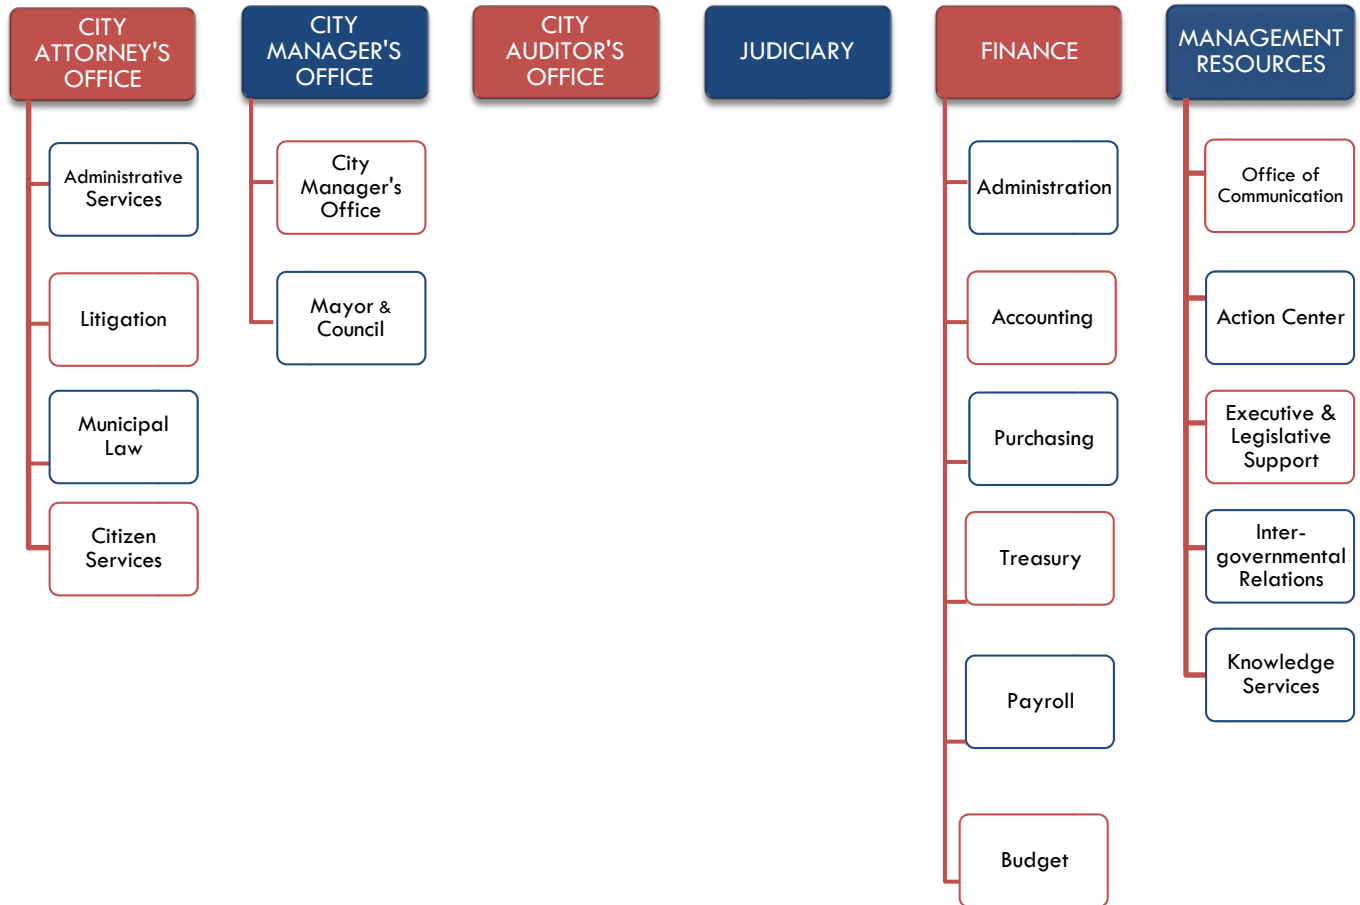 CITY
ATTORNEY'S
OFFICE
Administrative
Services
Litigation
Municipal
Law
Citizen
Services
CITY
MANAGER'S
OFFICE
City
Manager's
Office
Mayor &
Council
CITY
AUDITOR'S
OFFICE
JUDICIARY
FINANCE
Administration
Accounting
Purchasing
Treasury
Payroll
Budget
MANAGEMENT
RESOURCES
Office of
Communication
Action Center
Executive &
Legislative
Support
Inter-
governmental
Relations
Knowledge
Services